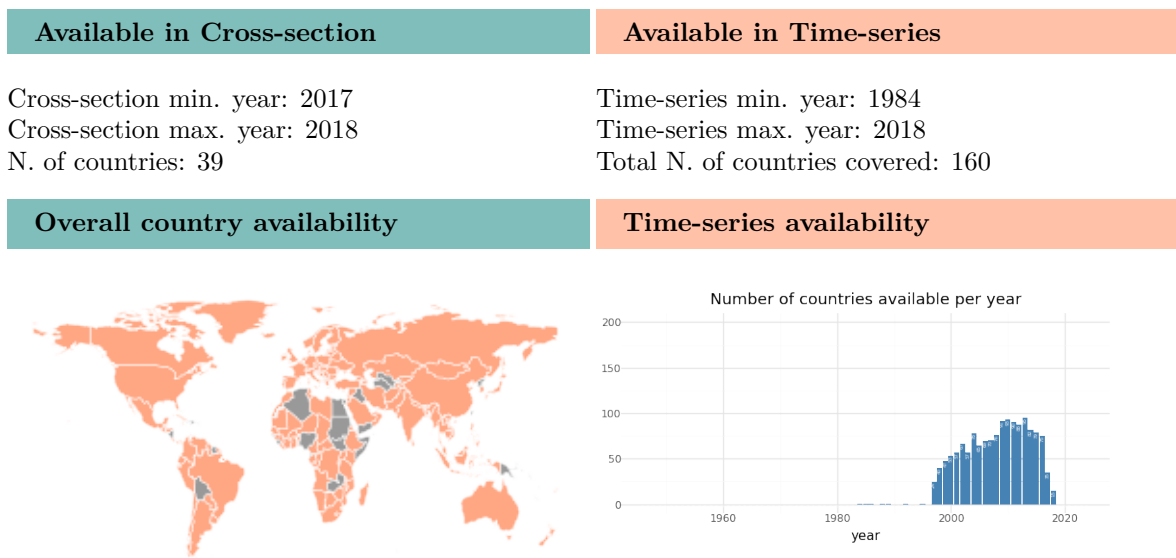 Available in Cross-section
Available in Time-series
Cross-section min. year: 2017
Cross-section max. year: 2018
N. of countries: 39
Time-series min. year: 1984
Time-series max. year: 2018
Total N. of countries covered: 160
Overall country availability
Time-series availability
Number of countries available per year
200
150
100
50
0
1960
1980
2000
2020
year